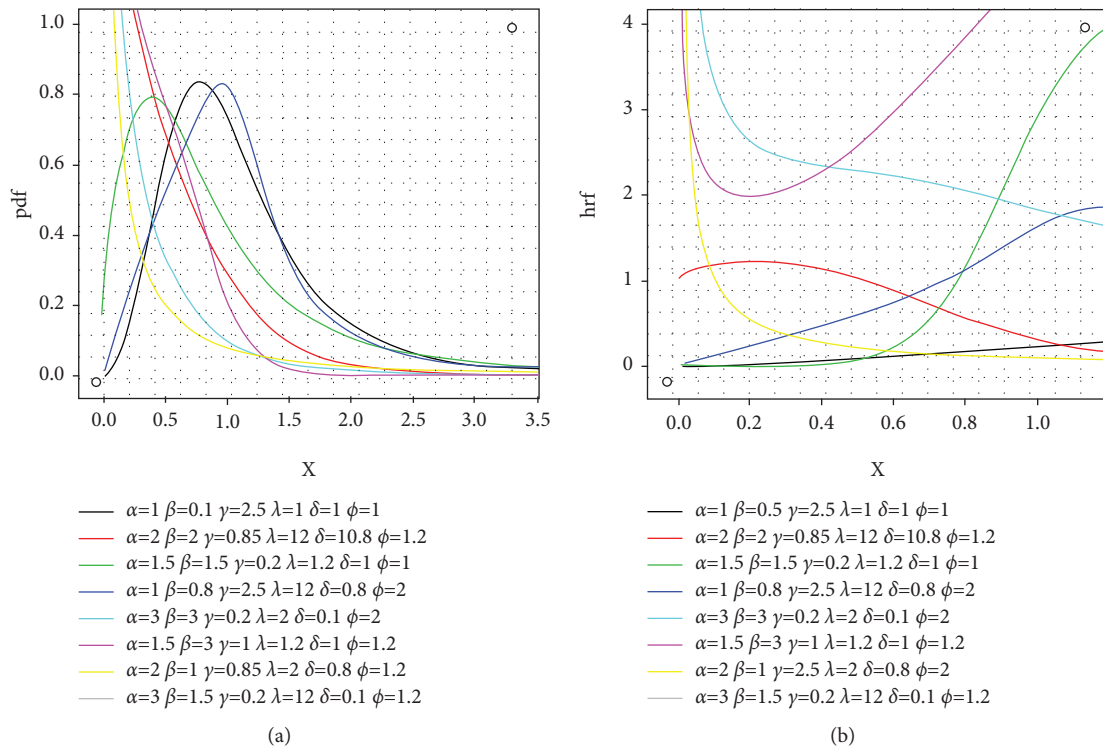 1.0
0.8
0.6
0.4
0.2
0.0
pdf
0.0 0.5 1.0 1.5 2.0 2.5 3.0 3.5
X
α=1 β=0.1 γ=2.5 λ=1 δ=1 ϕ=1
α=2 β=2 γ=0.85 λ=12 δ=10.8 ϕ=1.2
α=1.5 β=1.5 γ=0.2 λ=1.2 δ=1 ϕ=1
α=1 β=0.8 γ=2.5 λ=12 δ=0.8 ϕ=2
α=3 β=3 γ=0.2 λ=2 δ=0.1 ϕ=2
α=1.5 β=3 γ=1 λ=1.2 δ=1 ϕ=1.2
α=2 β=1 γ=0.85 λ=2 δ=0.8 ϕ=1.2
α=3 β=1.5 γ=0.2 λ=12 δ=0.1 ϕ=1.2
(a)
4
3
2
1
0
hrf
0.0 0.2 0.4 0.6 0.8 1.0
X
α=1 β=0.5 γ=2.5 λ=1 δ=1 ϕ=1
α=2 β=2 γ=0.85 λ=12 δ=10.8 ϕ=1.2
α=1.5 β=1.5 γ=0.2 λ=1.2 δ=1 ϕ=1
α=1 β=0.8 γ=2.5 λ=12 δ=0.8 ϕ=2
α=3 β=3 γ=0.2 λ=2 δ=0.1 ϕ=2
α=1.5 β=3 γ=1 λ=1.2 δ=1 ϕ=1.2
α=2 β=1 γ=2.5 λ=2 δ=0.8 ϕ=2
α=3 β=1.5 γ=0.2 λ=12 δ=0.1 ϕ=1.2
(b)